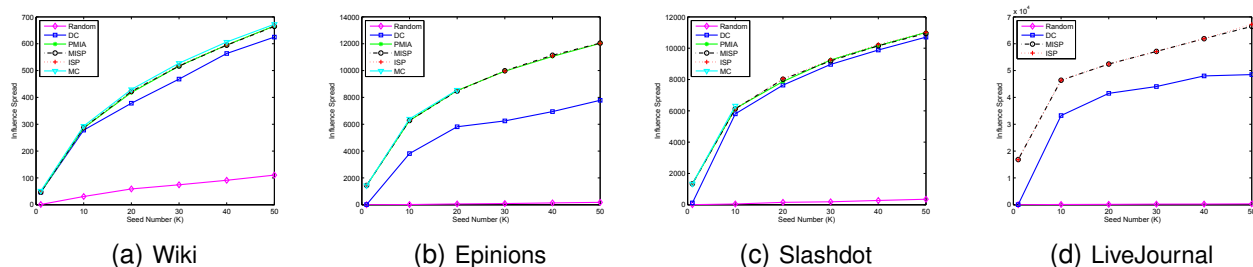 700
600
500
400
300
200
100
0
0 10 20 30 40 50
Influence Spread
Seed Number (K)
Random
DC
PMIA
MISP
ISP
MC
(a) Wiki
14000
12000
10000
8000
6000
4000
2000
0
0 10 20 30 40 50
Influence Spread
Seed Number (K)
Random
DC
PMIA
MISP
ISP
MC
(b) Epinions
12000
10000
8000
6000
4000
2000
0
0 10 20 30 40 50
Influence Spread
Seed Number (K)
Random
DC
PMIA
MISP
ISP
MC
(c) Slashdot
x 10^4
7
6
5
4
3
2
1
0
0 10 20 30 40 50
Influence Spread
Seed Number (K)
Random
DC
MISP
ISP
(d) LiveJournal